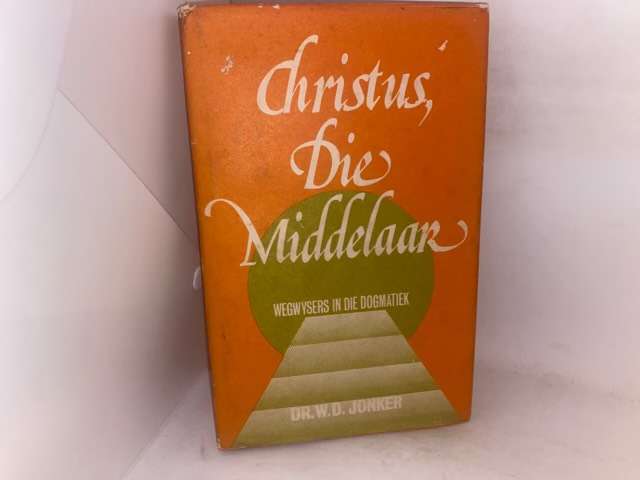 Christus,
Die
Middelaar
WEGWYSERS IN DIE DOGMATIEK
DR. W.D. JONKER